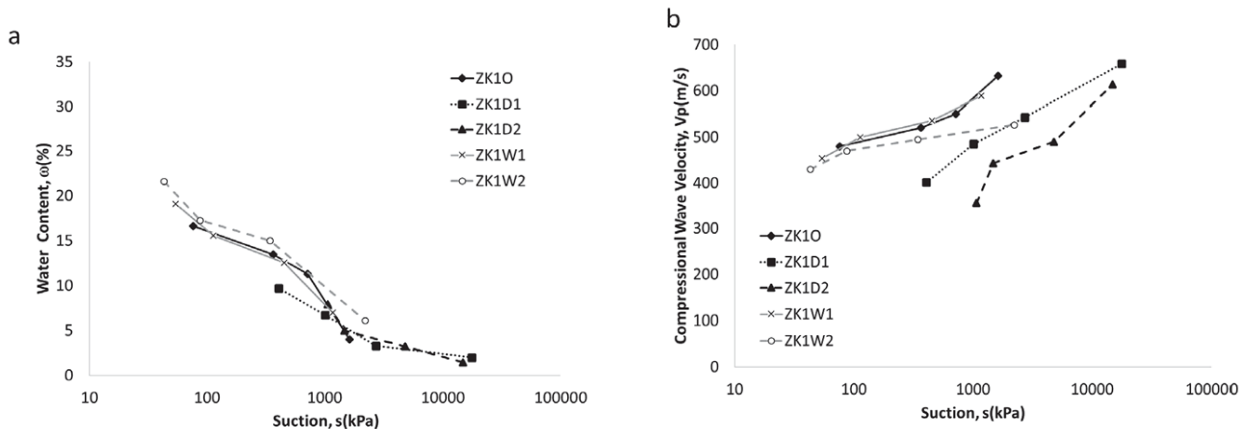 a
Water Content, ω(%)
35
30
25
20
15
10
5
0
10
100
1000
10000
100000
Suction, s(kPa)
ZK1O
ZK1D1
ZK1D2
ZK1W1
ZK1W2
b
Compressional Wave Velocity, Vp(m/s)
700
600
500
400
300
200
100
0
10
100
1000
10000
100000
Suction, s(kPa)
ZK1O
ZK1D1
ZK1D2
ZK1W1
ZK1W2